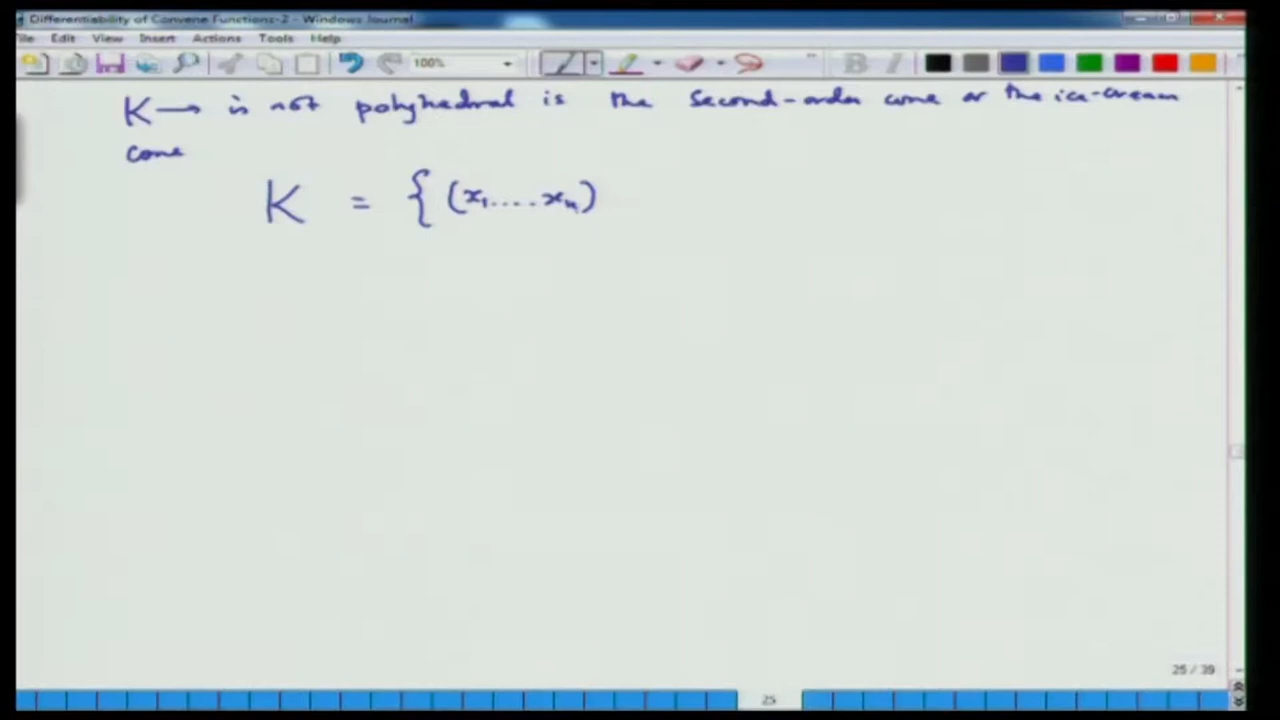 Differentiability of Convene Functions-2 - Windows Journal
File Edit View Insert Actions Tools Help
100%
B I
K → is not polyhedral is the second-order cone or the ice-cream
cone
K = { (x₁....xₙ)
25 / 39
25